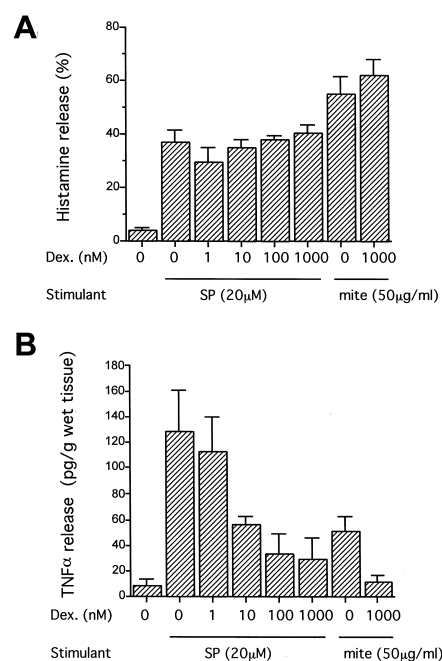 A
Histamine release (%)
80
60
40
20
0
0 0 1 10 100 1000 0 1000
Dex. (nM)
Stimulant SP (20µM) mite (50µg/ml)
B
TNFα release (pg/g wet tissue)
180
160
140
120
100
80
60
40
20
0
Dex. (nM) 0 0 1 10 100 1000 0 1000
Stimulant SP (20µM) mite (50µg/ml)